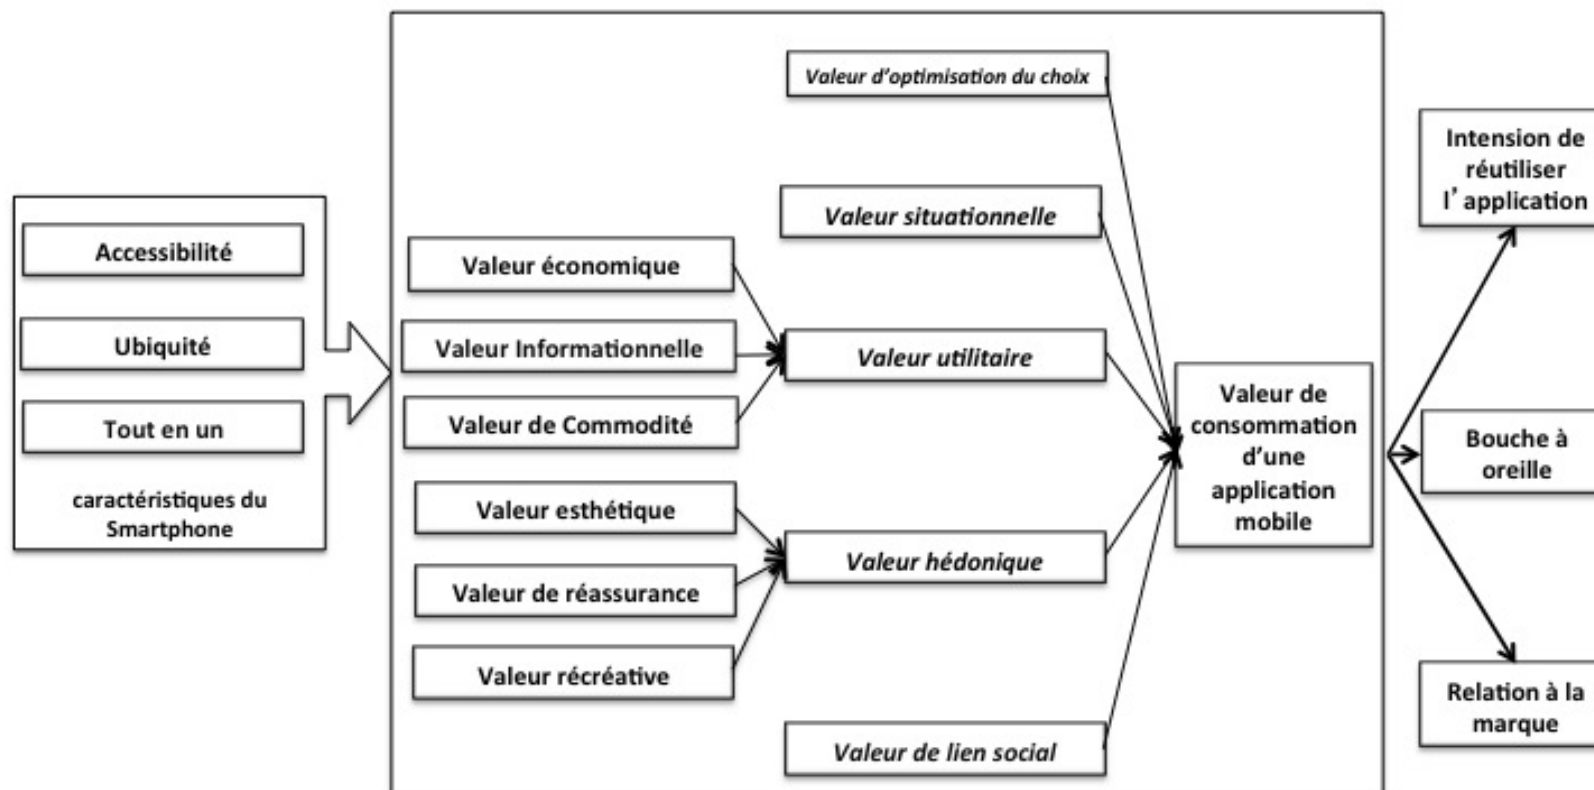 Accessibilité
Ubiquité
Tout en un
caractéristiques du
Smartphone
Valeur économique
Valeur Informationnelle
Valeur de Commodité
Valeur esthétique
Valeur de réassurance
Valeur récréative
Valeur d'optimisation du choix
Valeur situationnelle
Valeur utilitaire
Valeur hédonique
Valeur de lien social
Valeur de
consommation
d'une
application
mobile
Intension de
réutiliser
l' application
Bouche à
oreille
Relation à la
marque